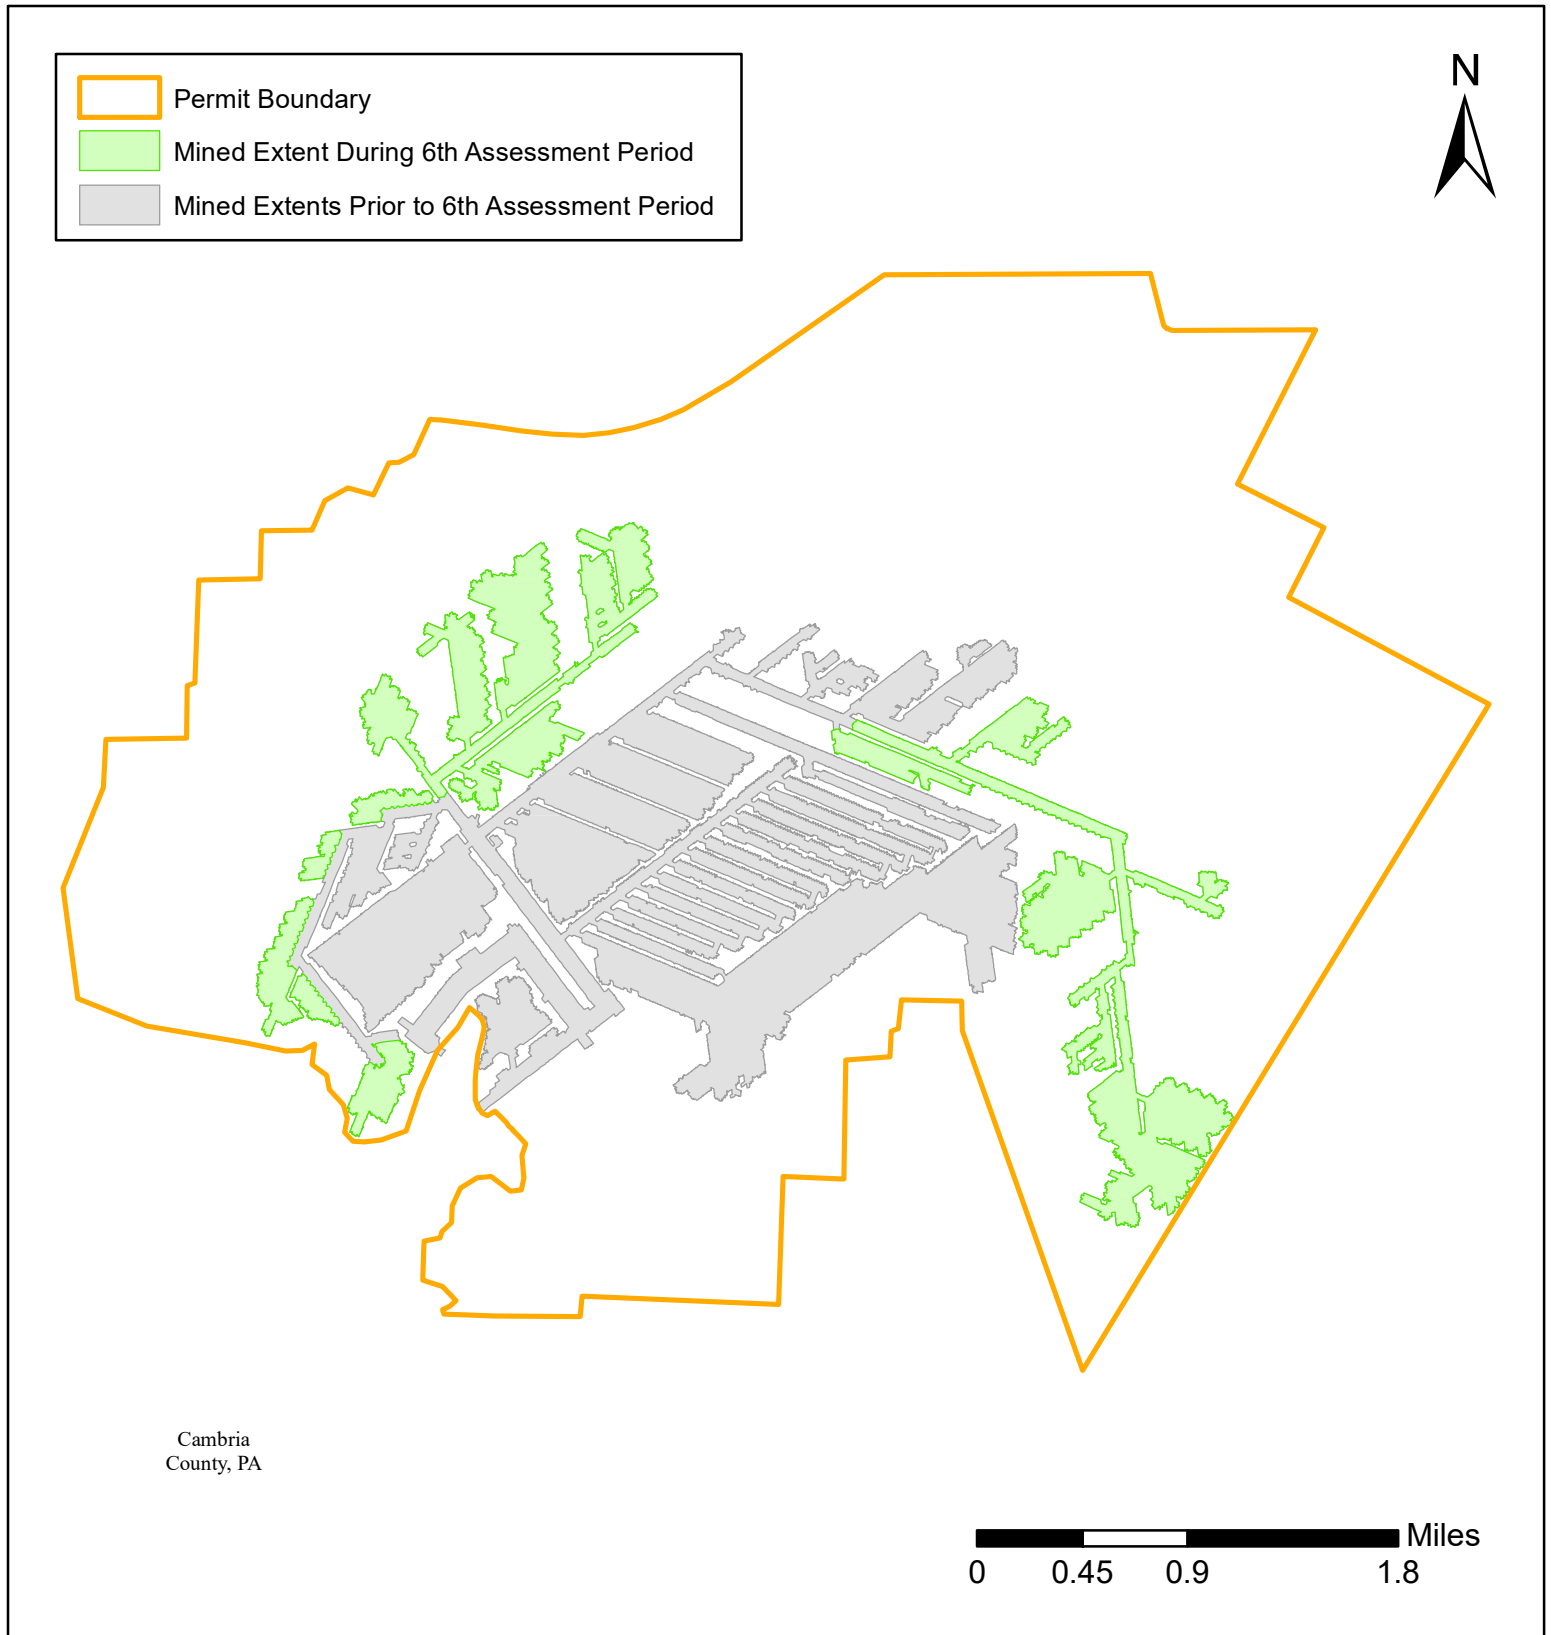 N
Permit Boundary
Mined Extent During 6th Assessment Period
Mined Extents Prior to 6th Assessment Period
Cambria
County, PA
Miles
0 0.45 0.9 1.8